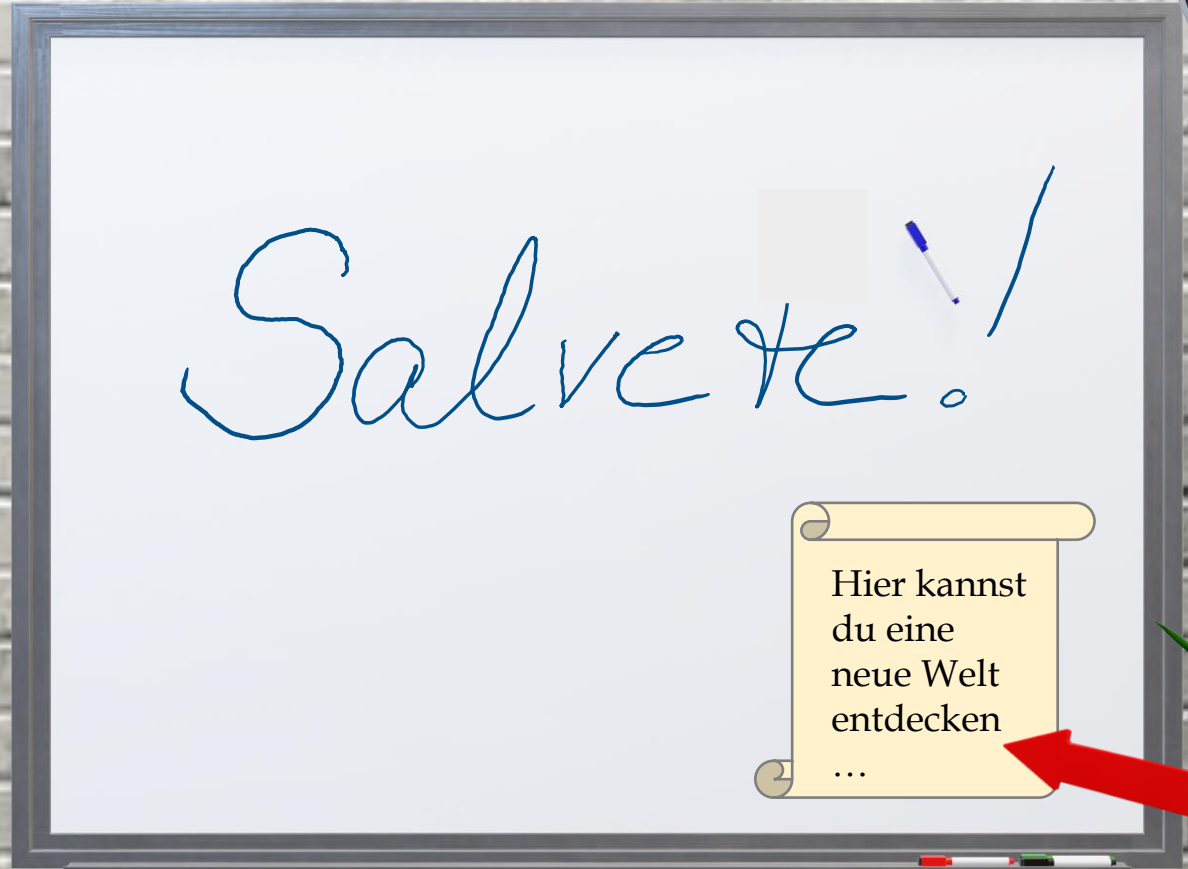 Salvete!
Hier kannst
du eine
neue Welt
entdecken
…